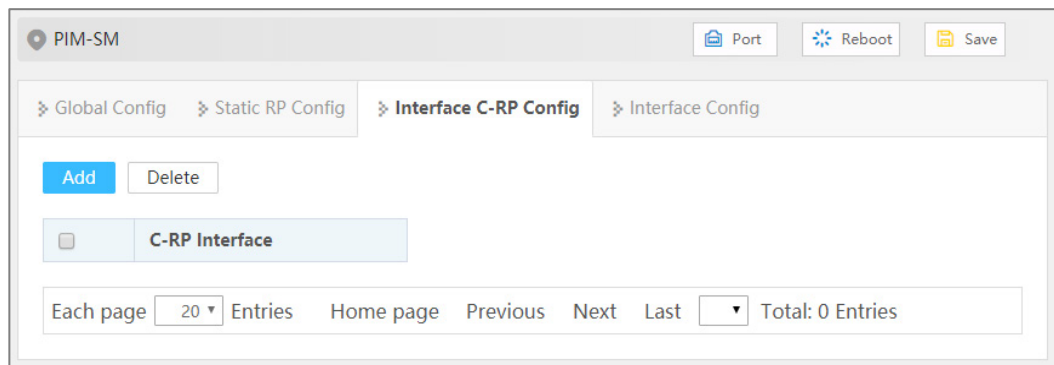 PIM-SM Port Reboot Save
Global Config Static RP Config Interface C-RP Config Interface Config
Add Delete
C-RP Interface
Each page 20 Entries Home page Previous Next Last Total: 0 Entries